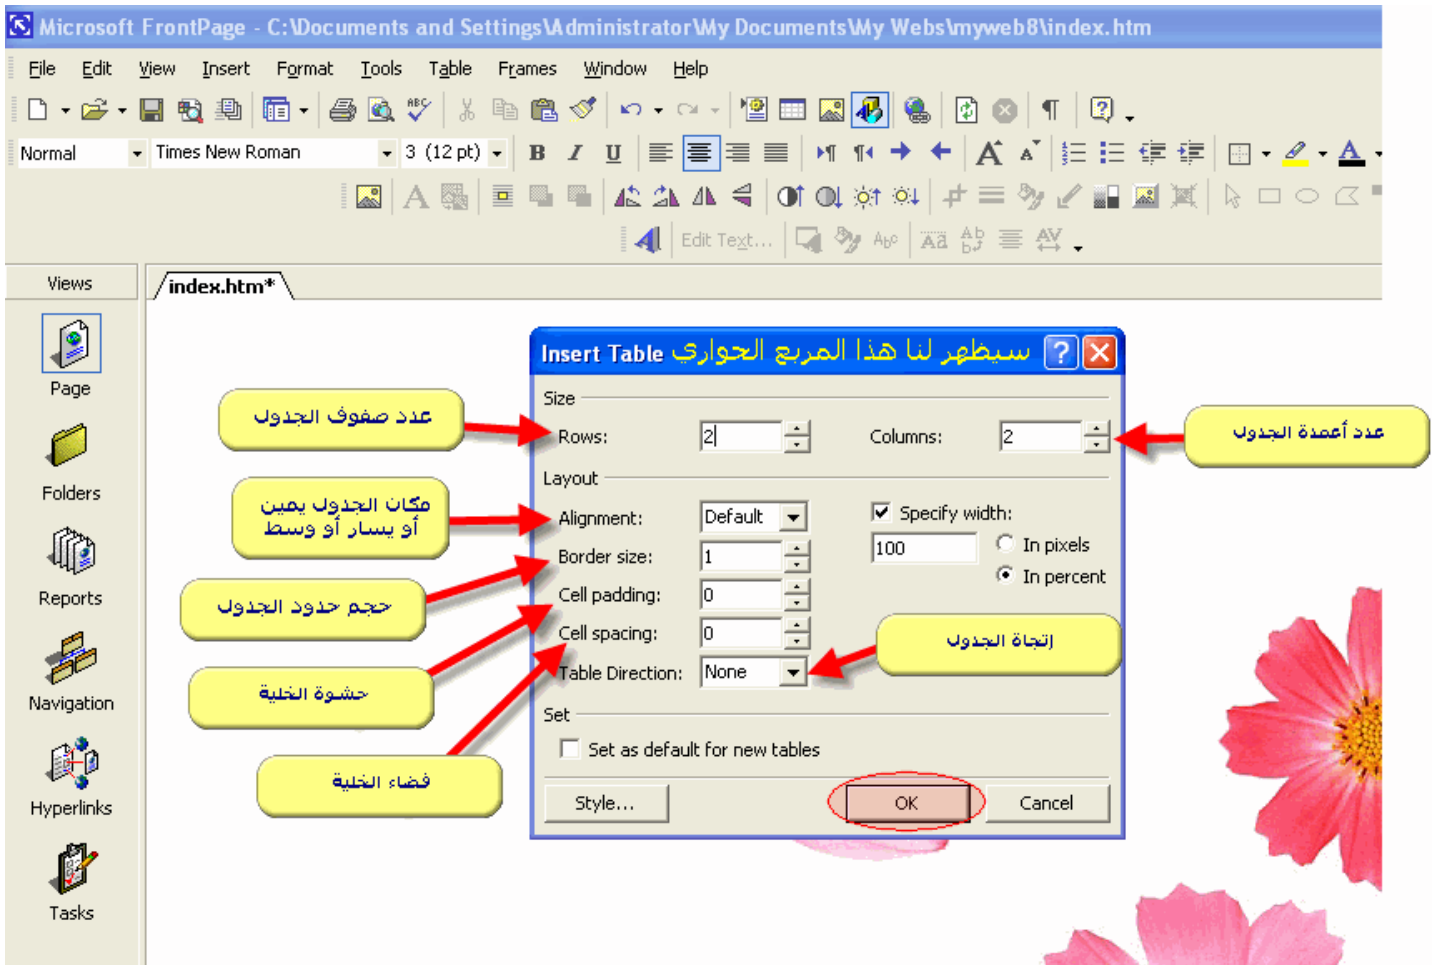 Microsoft FrontPage - C:\Documents and Settings\Administrator\My Documents\My Webs\myweb8\index.htm
File Edit View Insert Format Tools Table Frames Window Help
Normal Times New Roman 3 (12 pt) B I U
Edit Text...
Views
index.htm*
Page
Folders
Reports
Navigation
Hyperlinks
Tasks
Insert Table سيظهر لنا هذا المربع الحواري
Size
Rows: 2 Columns: 2
Layout
Alignment: Default Specify width:
Border size: 1 100 In pixels
In percent
Cell padding: 0
Cell spacing: 0
Table Direction: None
Set
Set as default for new tables
Style... OK Cancel
عدد صفوف الجدول
عدد أعمدة الجدول
مكان الجدول يمين
أو يسار أو وسط
حجم حدود الجدول
إتجاة الجدول
حشوة الخلية
فضاء الخلية